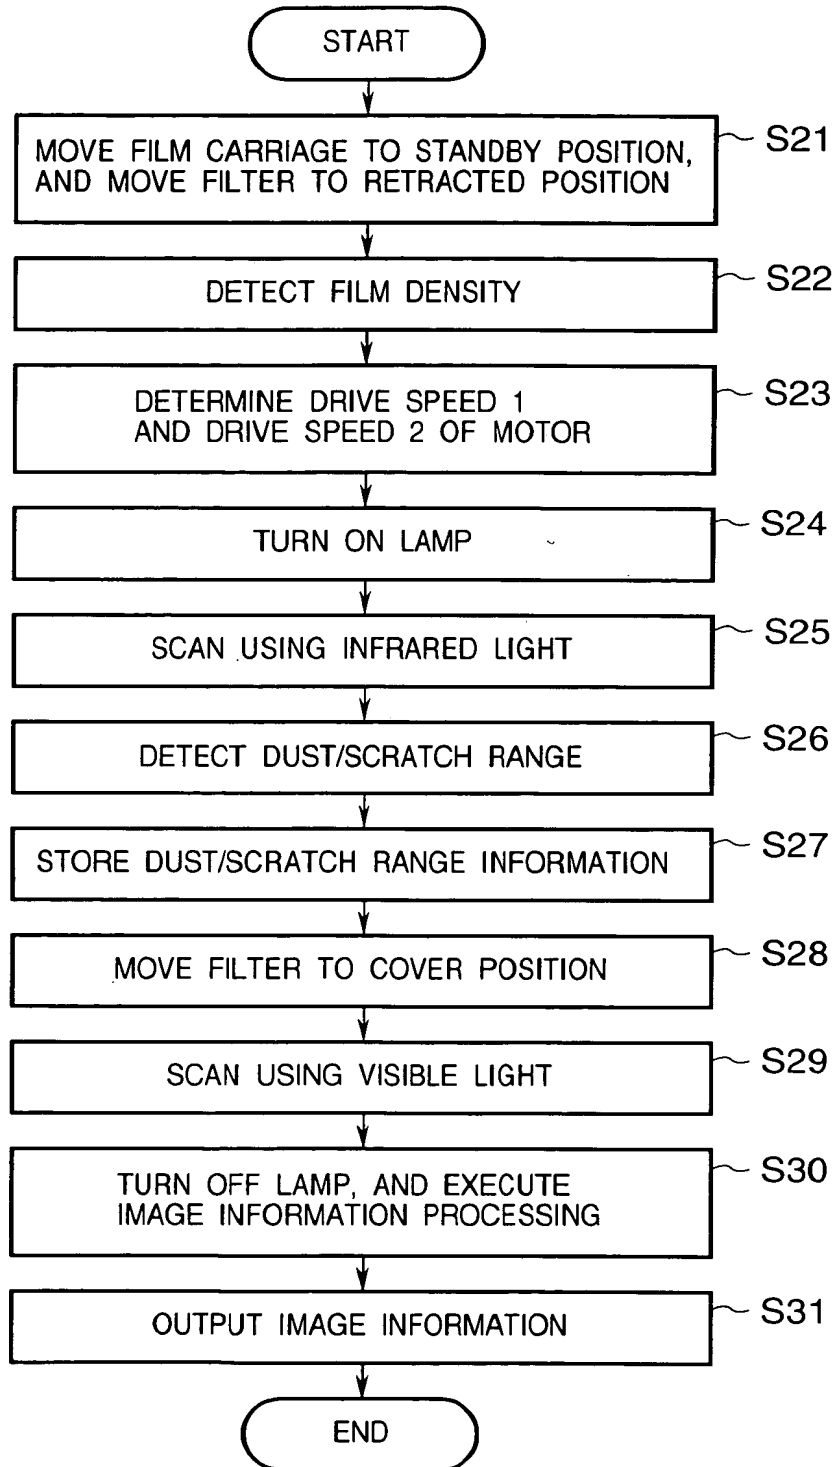 START
MOVE FILM CARRIAGE TO STANDBY POSITION,
AND MOVE FILTER TO RETRACTED POSITION
S21
DETECT FILM DENSITY
S22
DETERMINE DRIVE SPEED 1
AND DRIVE SPEED 2 OF MOTOR
S23
TURN ON LAMP
S24
SCAN USING INFRARED LIGHT
S25
DETECT DUST/SCRATCH RANGE
S26
STORE DUST/SCRATCH RANGE INFORMATION
S27
MOVE FILTER TO COVER POSITION
S28
SCAN USING VISIBLE LIGHT
S29
TURN OFF LAMP, AND EXECUTE
IMAGE INFORMATION PROCESSING
S30
OUTPUT IMAGE INFORMATION
S31
END